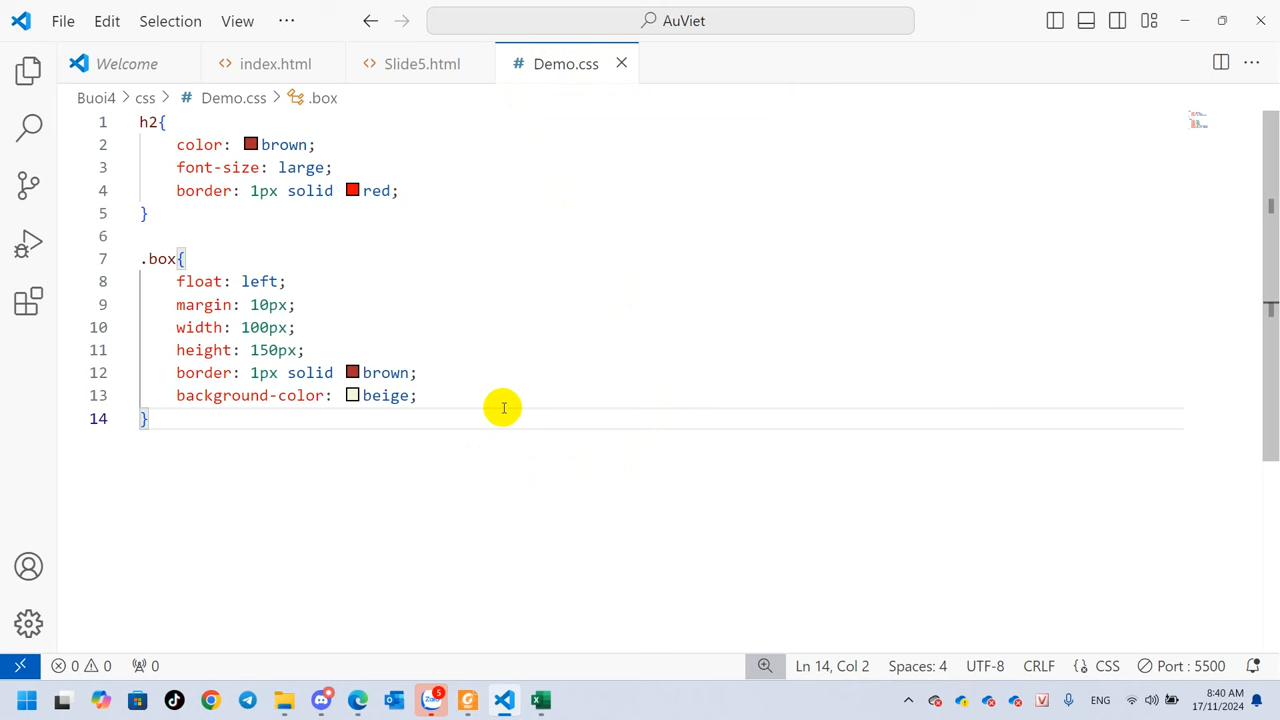 File Edit Selection View ··· AuViet
Welcome index.html Slide5.html # Demo.css
Buoi4 > css > # Demo.css > .box
1 h2{
2 color: brown;
3 font-size: large;
4 border: 1px solid red;
5 }
6
7 .box{
8 float: left;
9 margin: 10px;
10 width: 100px;
11 height: 150px;
12 border: 1px solid brown;
13 background-color: beige;
14 }
0 0 0 Ln 14, Col 2 Spaces: 4 UTF-8 CRLF {} CSS Port : 5500
Zalo 5 ENG 8:40 AM
17/11/2024